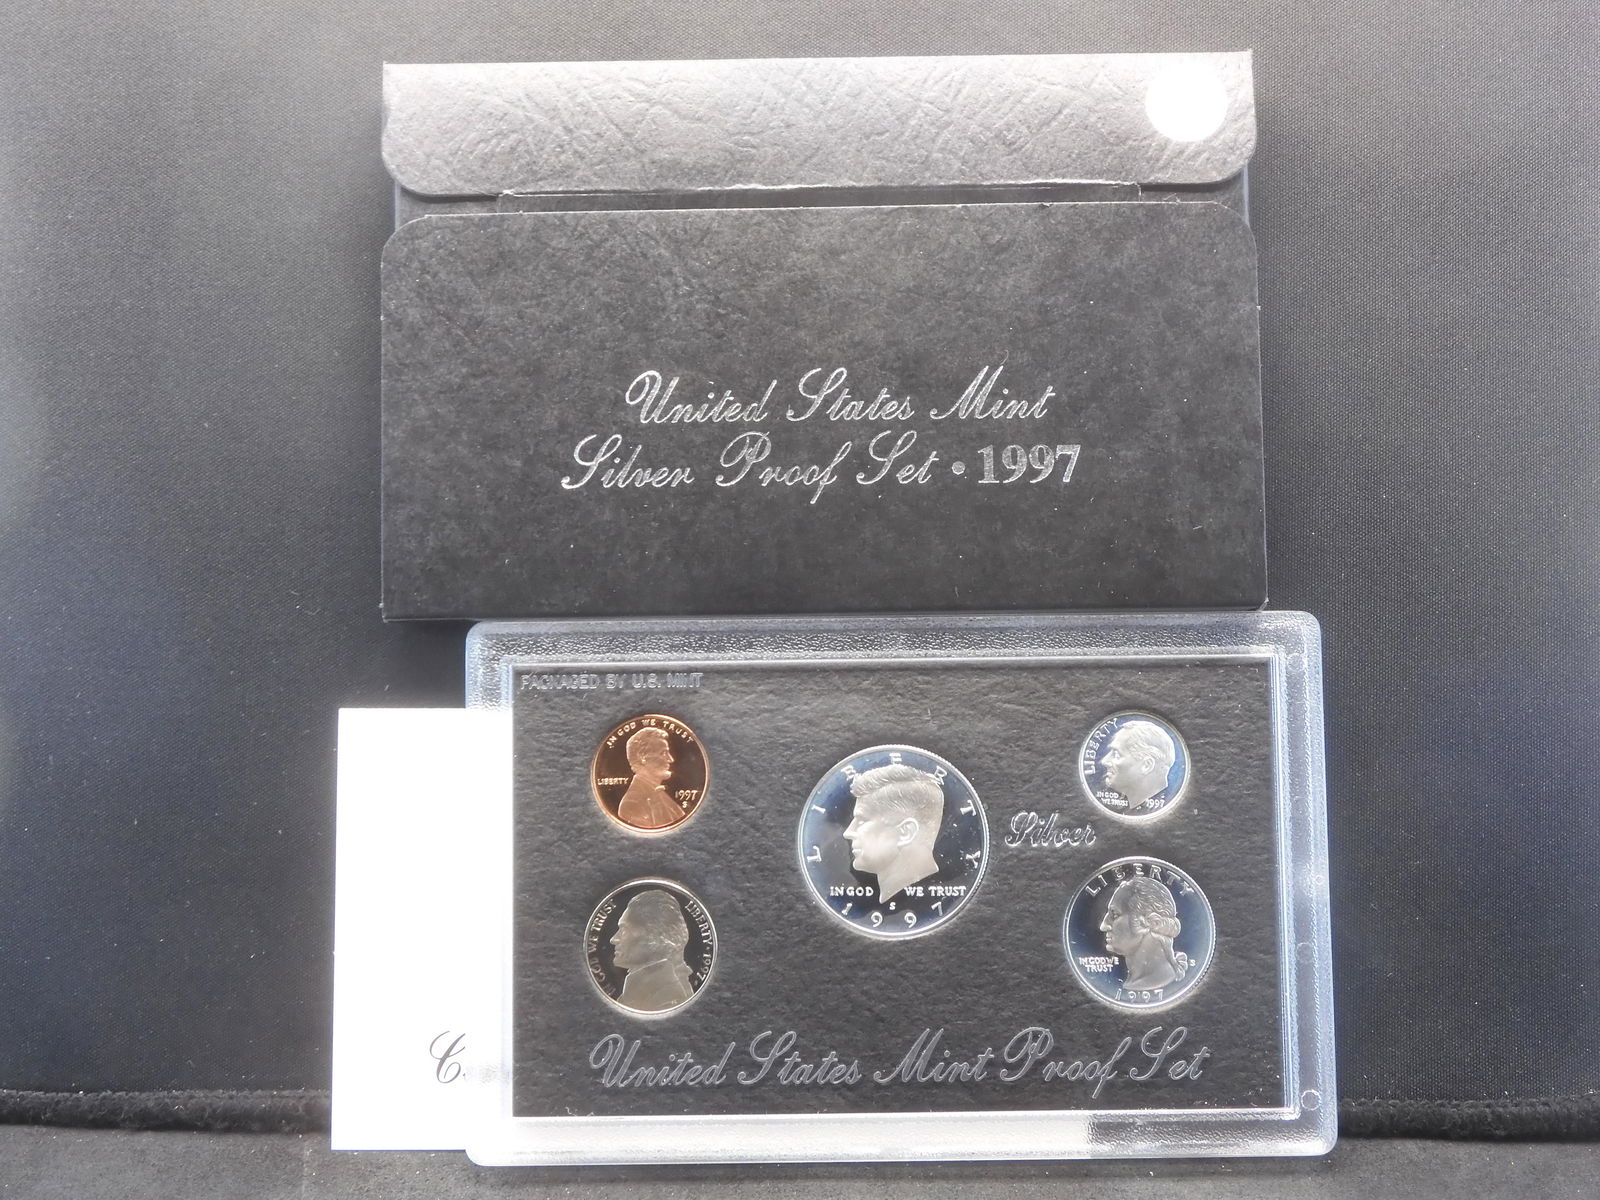 United States Mint
Silver Proof Set • 1997
PACKAGED BY U.S. MINT
IN GOD WE TRUST
LIBERTY
1997
S
LIBERTY
IN GOD WE TRUST
S
1997
LIBERTY
IN GOD
WE TRUST
1997
Silver
IN GOD WE TRUST
LIBERTY • 1997
LIBERTY
IN GOD WE
TRUST
S
1997
United States Mint Proof Set